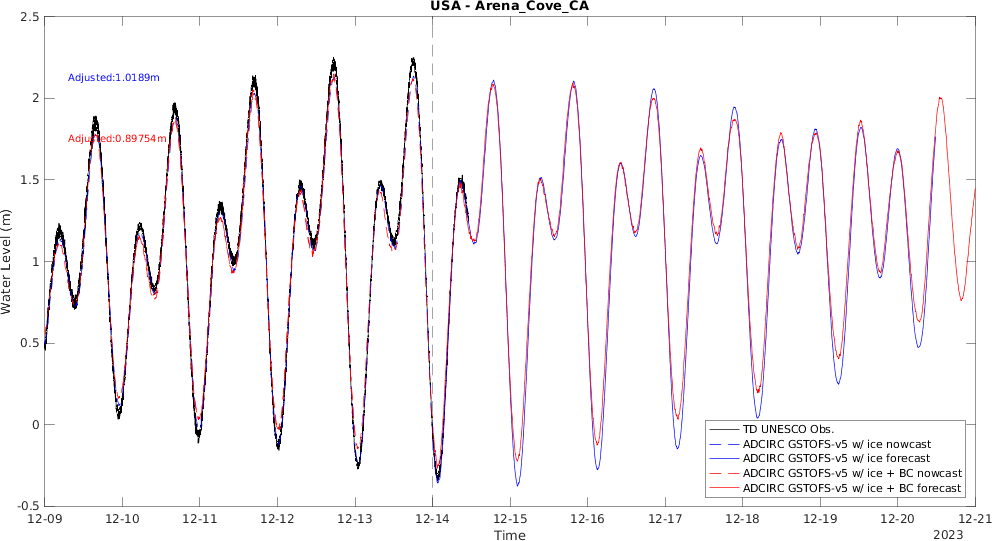 USA - Arena_Cove_CA
2.5
2
1.5
1
0.5
0
-0.5
Water Level (m)
Adjusted:1.0189m
Adjusted:0.89754m
TD UNESCO Obs.
ADCIRC GSTOFS-v5 w/ ice nowcast
ADCIRC GSTOFS-v5 w/ ice forecast
ADCIRC GSTOFS-v5 w/ ice + BC nowcast
ADCIRC GSTOFS-v5 w/ ice + BC forecast
12-09 12-10 12-11 12-12 12-13 12-14 12-15 12-16 12-17 12-18 12-19 12-20 12-21
Time
2023